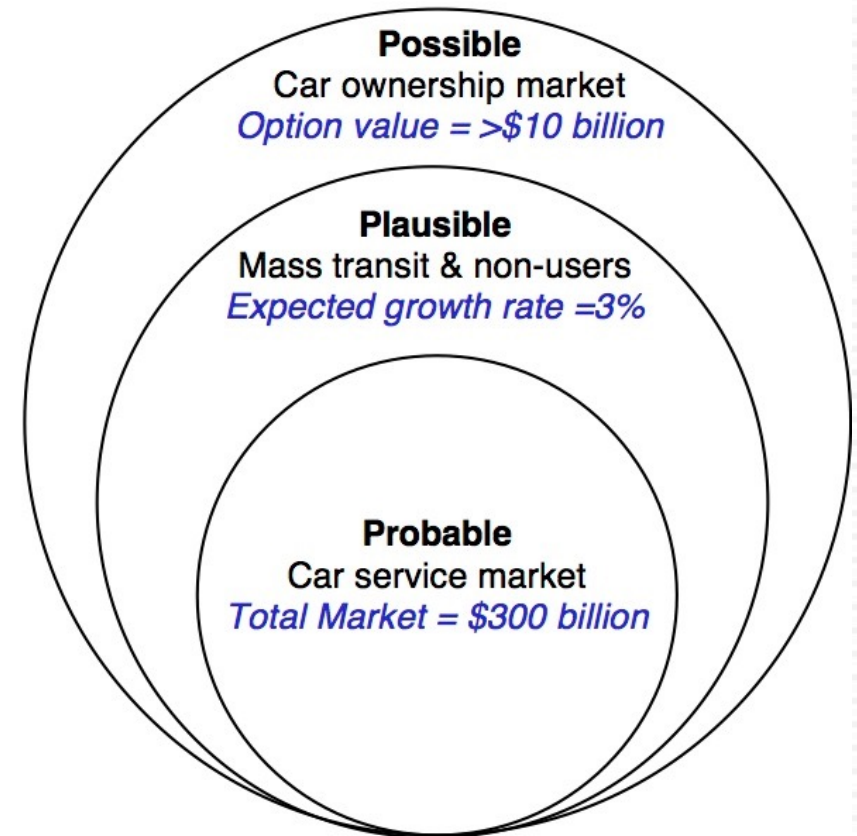 Possible
Car ownership market
Option value = >$10 billion
Plausible
Mass transit & non-users
Expected growth rate =3%
Probable
Car service market
Total Market = $300 billion